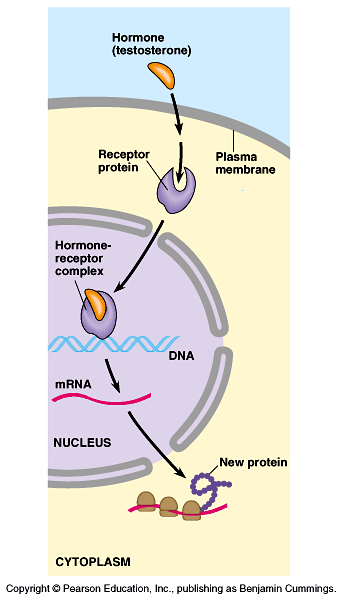 Hormone
(testosterone)
Receptor
protein
Plasma
membrane
Hormone-
receptor
complex
DNA
mRNA
NUCLEUS
New protein
CYTOPLASM
Copyright © Pearson Education, Inc., publishing as Benjamin Cummings.